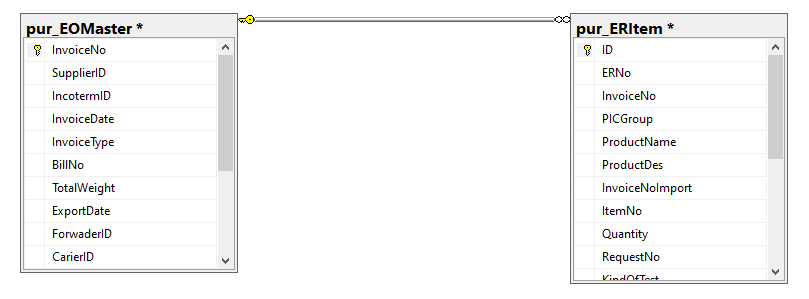 pur_EOMaster *
InvoiceNo
SupplierID
IncotermID
InvoiceDate
InvoiceType
BillNo
TotalWeight
ExportDate
ForwaderID
CarierID
pur_ERItem *
ID
ERNo
InvoiceNo
PICGroup
ProductName
ProductDes
InvoiceNoImport
ItemNo
Quantity
RequestNo
KindOfTest